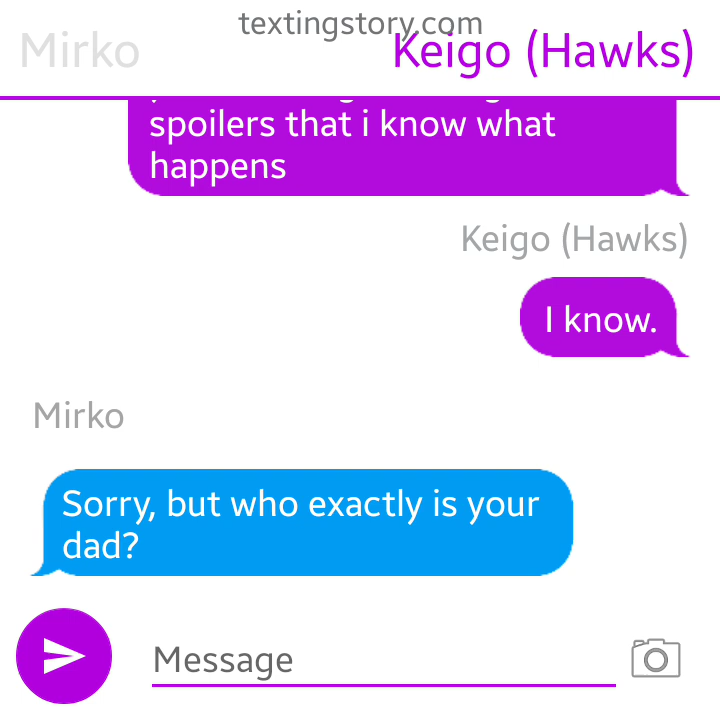 textingstory.com
Mirko
Keigo (Hawks)
spoilers that i know what
happens
Keigo (Hawks)
I know.
Mirko
Sorry, but who exactly is your
dad?
Message